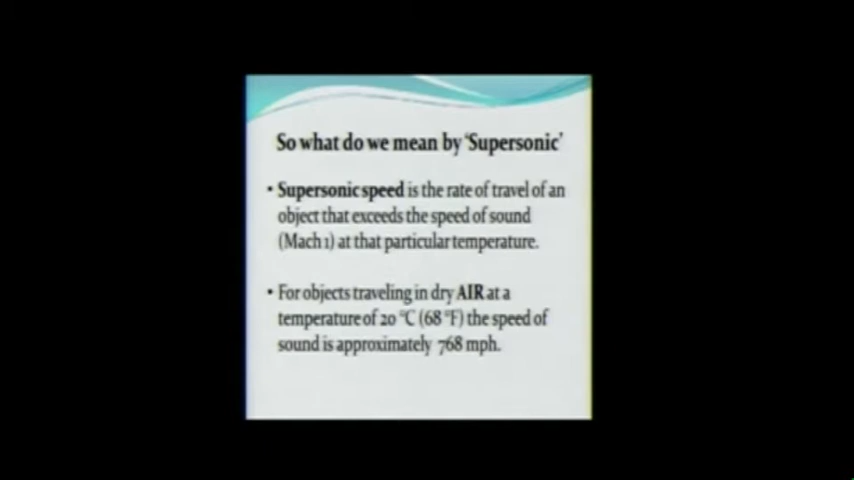 So what do we mean by 'Supersonic'
• Supersonic speed is the rate of travel of an
object that exceeds the speed of sound
(Mach 1) at that particular temperature.
• For objects traveling in dry AIR at a
temperature of 20 °C (68 °F) the speed of
sound is approximately 768 mph.